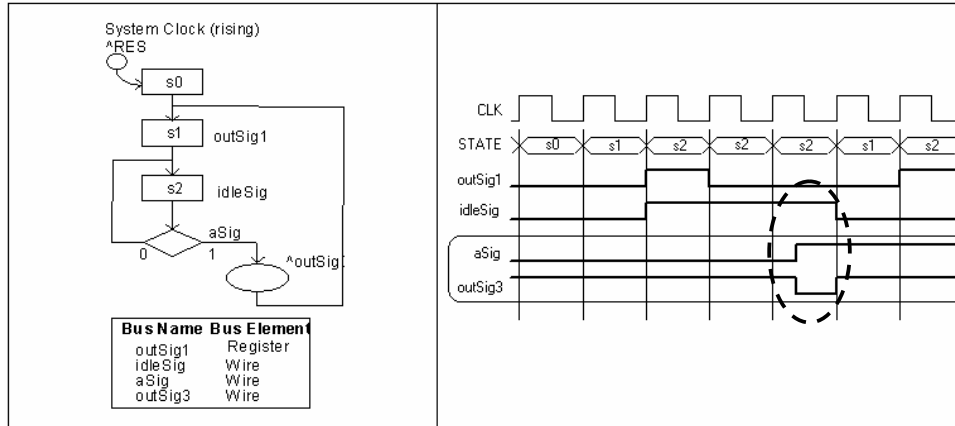 System Clock (rising)
^RES
s0
s1
outSig1
s2
idleSig
aSig
0
1
^outSig
Bus Name Bus Element
outSig1 Register
idleSig Wire
aSig Wire
outSig3 Wire
CLK
STATE s0 s1 s2 s2 s2 s1 s2
outSig1
idleSig
aSig
outSig3